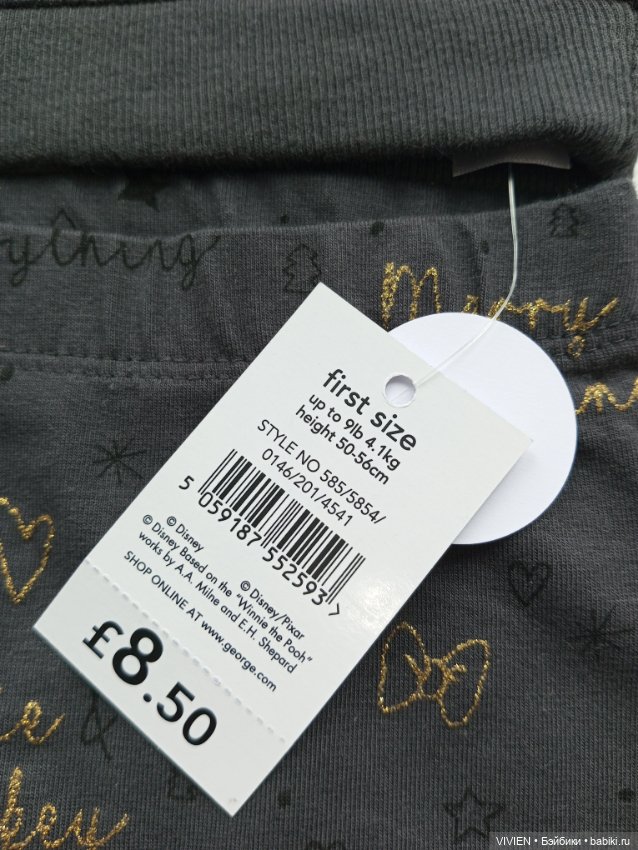 ything
Merry
first size
up to 9lb 4.1kg
height 50-56cm
STYLE NO 585/5854/
0146/201/4541
5 059187 552593 >
© Disney
© Disney © Disney/Pixar
Based on the "Winnie the Pooh"
works by A.A. Milne and E.H. Shepard
SHOP ONLINE AT www.george.com
£8.50
VIVIEN • Бэйбики • babiki.ru